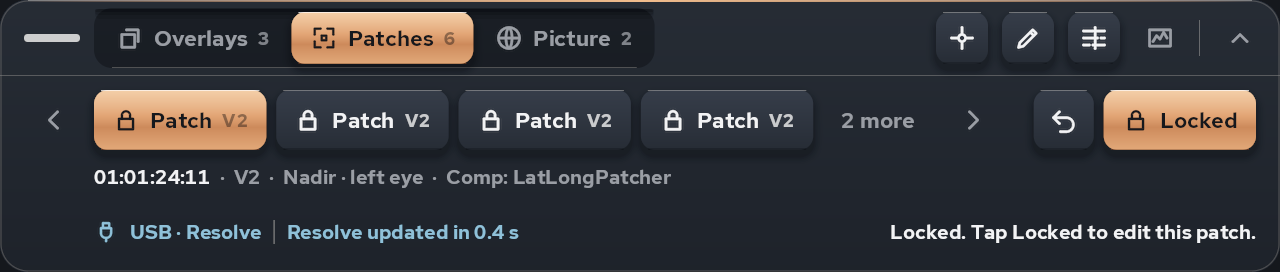 Overlays 3 Patches 6 Picture 2
Patch V2 Patch V2 Patch V2 Patch V2 2 more Locked
01:01:24:11 · V2 · Nadir · left eye · Comp: LatLongPatcher
USB · Resolve | Resolve updated in 0.4 s Locked. Tap Locked to edit this patch.